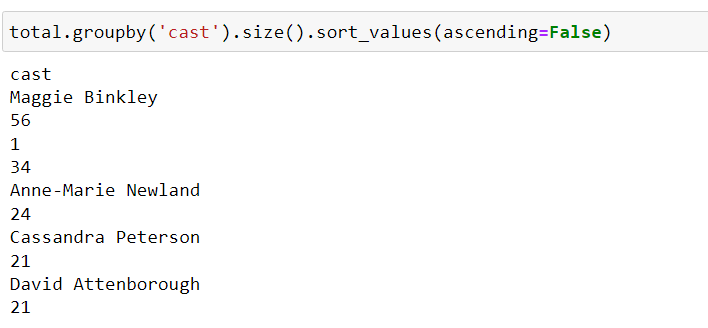 total.groupby('cast').size().sort_values(ascending=False)
cast
Maggie Binkley
56
1
34
Anne-Marie Newland
24
Cassandra Peterson
21
David Attenborough
21